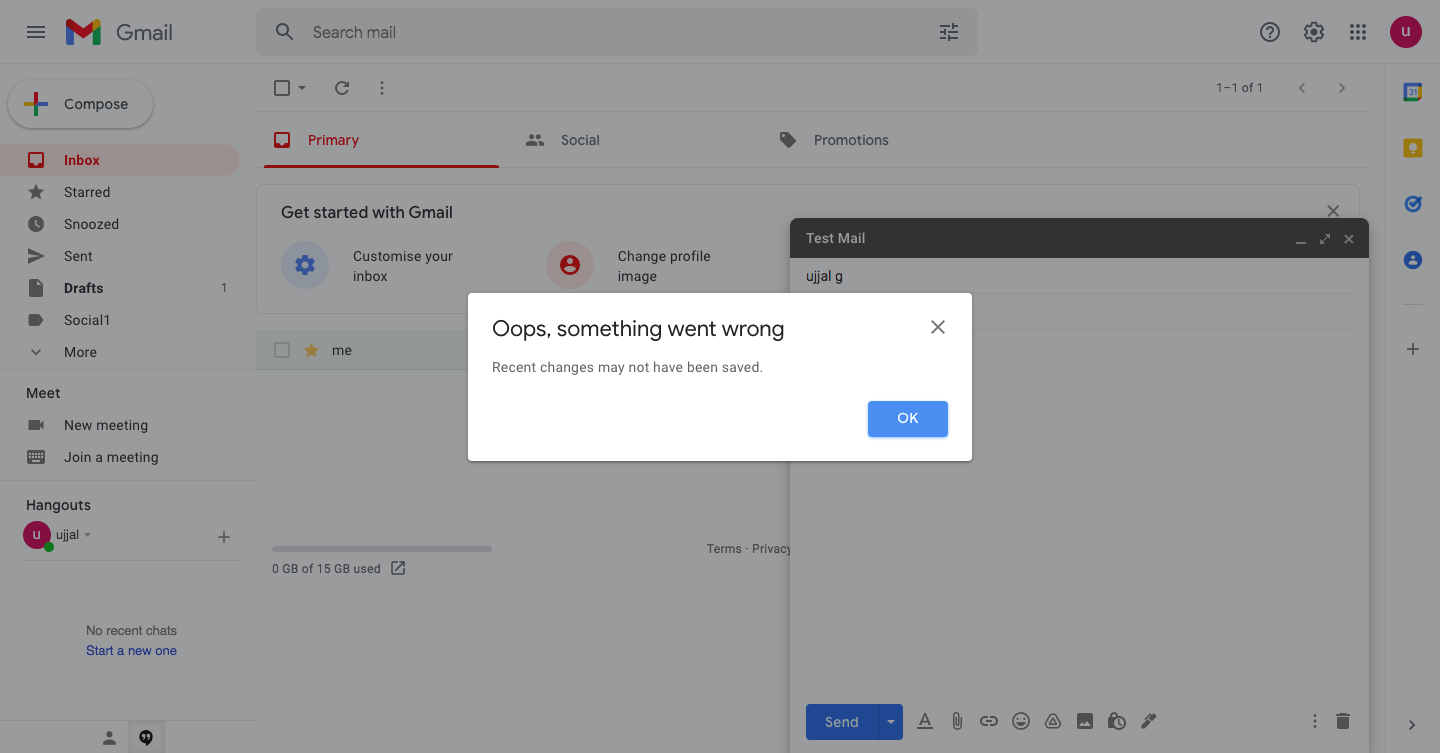 Gmail
Search mail
u
Compose
1–1 of 1
31
Primary
Social
Promotions
Inbox
Starred
Snoozed
Sent
Drafts 1
Social1
More
Get started with Gmail
Customise your
inbox
Change profile
image
me
Test Mail
ujjal g
Oops, something went wrong
Recent changes may not have been saved.
OK
Meet
New meeting
Join a meeting
Hangouts
u ujjal
No recent chats
Start a new one
0 GB of 15 GB used
Terms · Privacy
Send